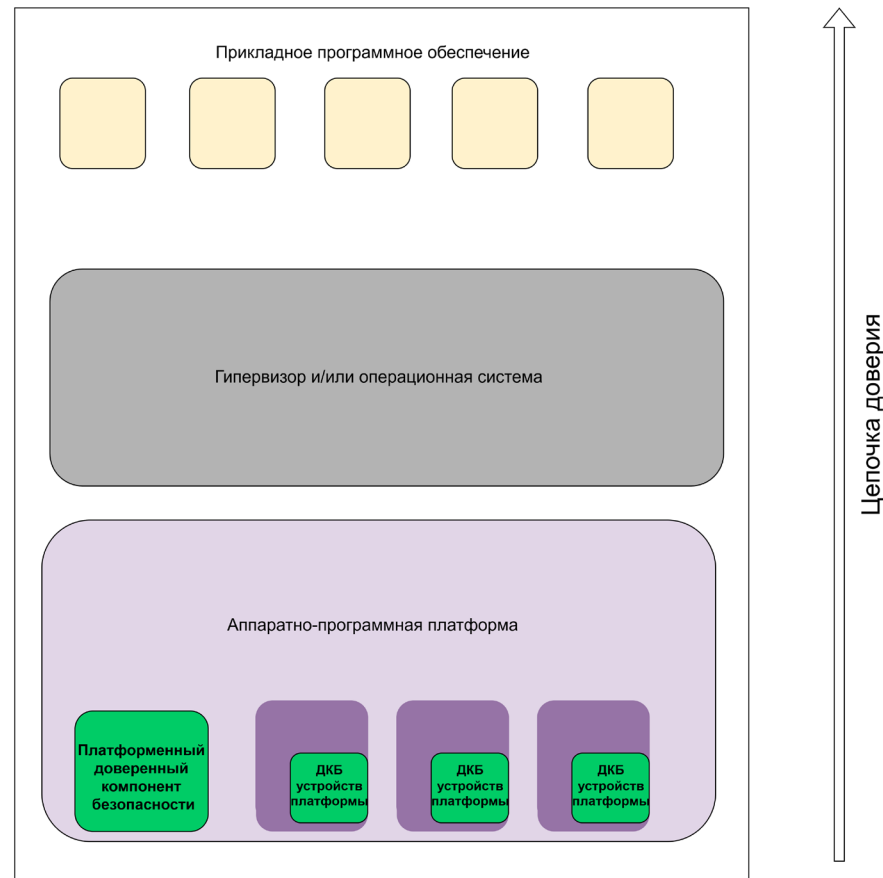 Прикладное программное обеспечение
Гипервизор и/или операционная система
Аппаратно-программная платформа
Платформенный
доверенный
компонент
безопасности
ДКБ
устройств
платформы
ДКБ
устройств
платформы
ДКБ
устройств
платформы
Цепочка доверия